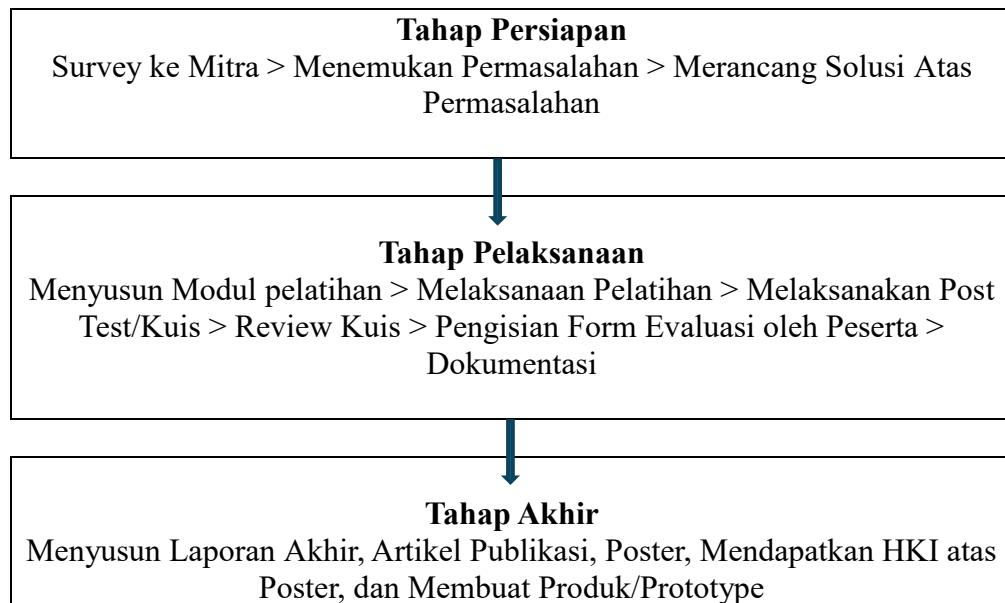 Tahap Persiapan
Survey ke Mitra > Menemukan Permasalahan > Merancang Solusi Atas
Permasalahan
Tahap Pelaksanaan
Menyusun Modul pelatihan > Melaksanaan Pelatihan > Melaksanakan Post
Test/Kuis > Review Kuis > Pengisian Form Evaluasi oleh Peserta >
Dokumentasi
Tahap Akhir
Menyusun Laporan Akhir, Artikel Publikasi, Poster, Mendapatkan HKI atas
Poster, dan Membuat Produk/Prototype